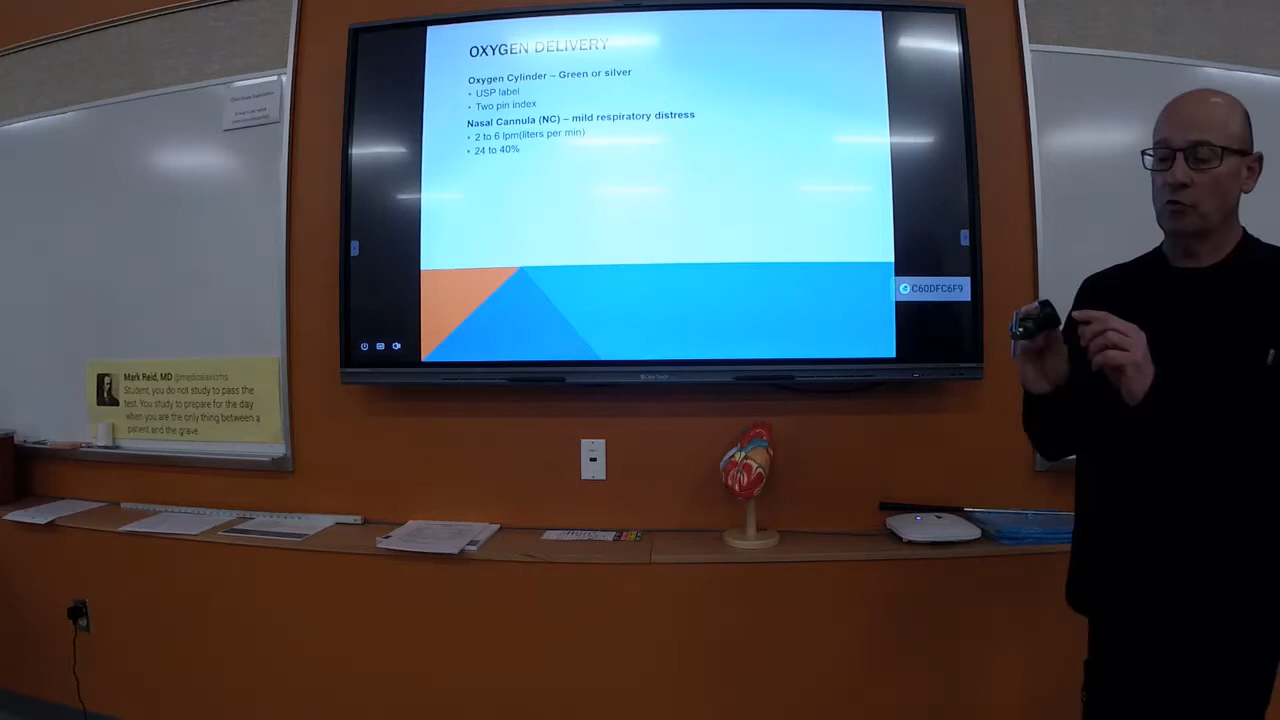 OXYGEN DELIVERY
Oxygen Cylinder – Green or silver
• USP label
• Two pin index
Nasal Cannula (NC) – mild respiratory distress
• 2 to 6 lpm(liters per min)
• 24 to 40%
C60DFC6F9
Mark Reid, MD @medicalaxioms
Student, you do not study to pass the
test. You study to prepare for the day
when you are the only thing between a
patient and the grave.